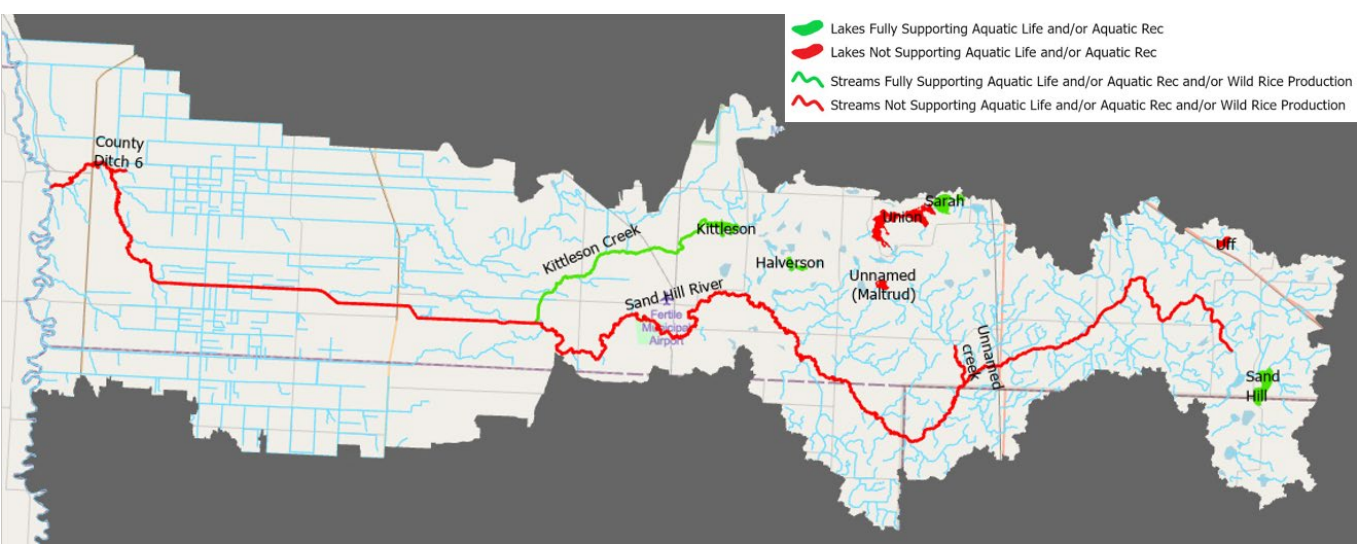 Lakes Fully Supporting Aquatic Life and/or Aquatic Rec
Lakes Not Supporting Aquatic Life and/or Aquatic Rec
Streams Fully Supporting Aquatic Life and/or Aquatic Rec and/or Wild Rice Production
Streams Not Supporting Aquatic Life and/or Aquatic Rec and/or Wild Rice Production
County
Ditch 6
Kittleson Creek
Kittleson
Sand Hill River
Fertile
Municipal
Airport
Halverson
Union
Sarah
Unnamed
(Maltrud)
Unnamed
creek
Uff
Sand
Hill